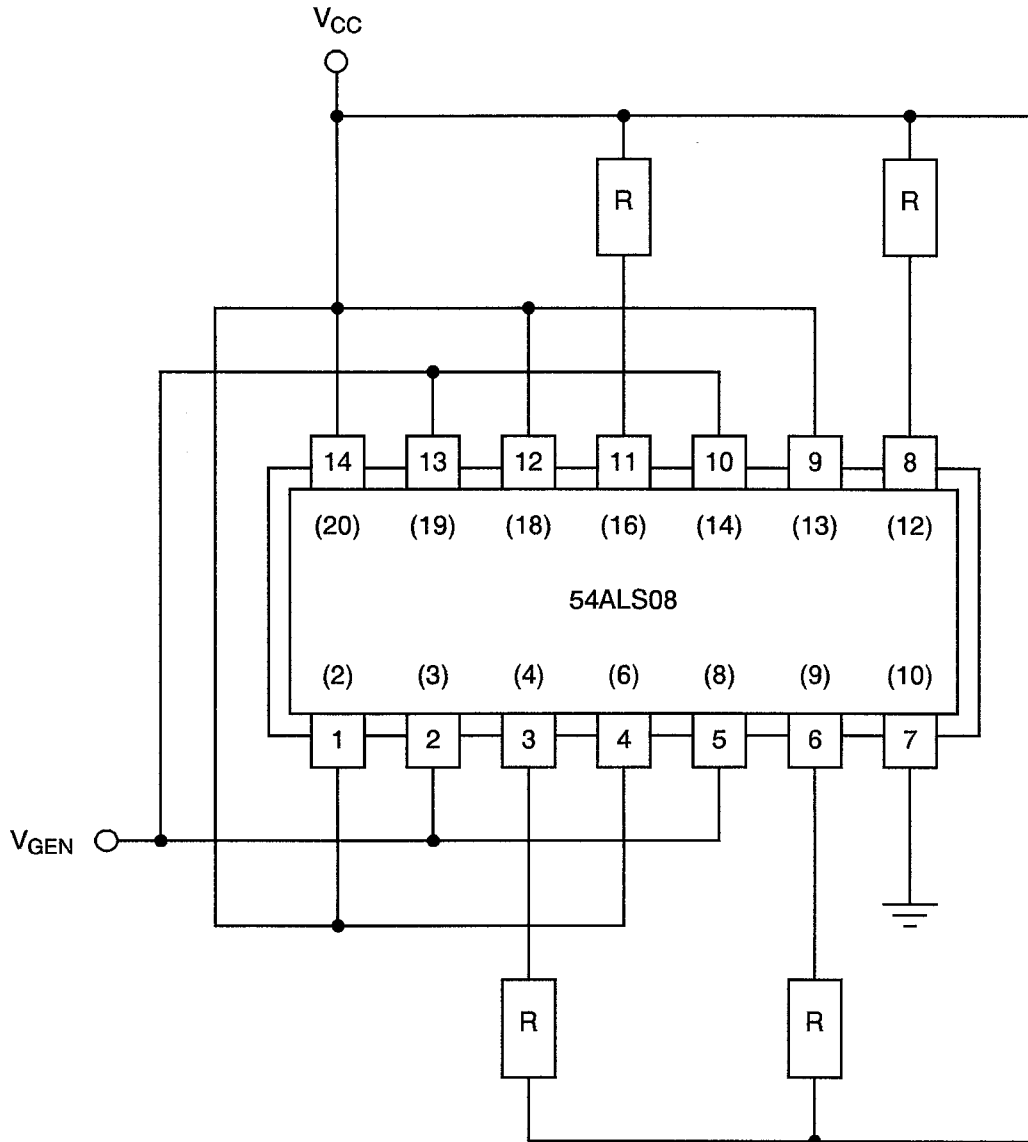 VCC
R R
14 13 12 11 10 9 8
(20) (19) (18) (16) (14) (13) (12)
54ALS08
(2) (3) (4) (6) (8) (9) (10)
1 2 3 4 5 6 7
VGEN
R R